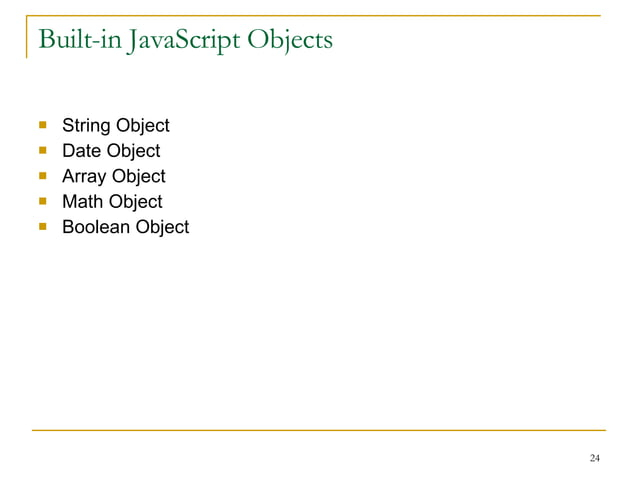 Built-in JavaScript Objects
String Object
Date Object
Array Object
Math Object
Boolean Object
24